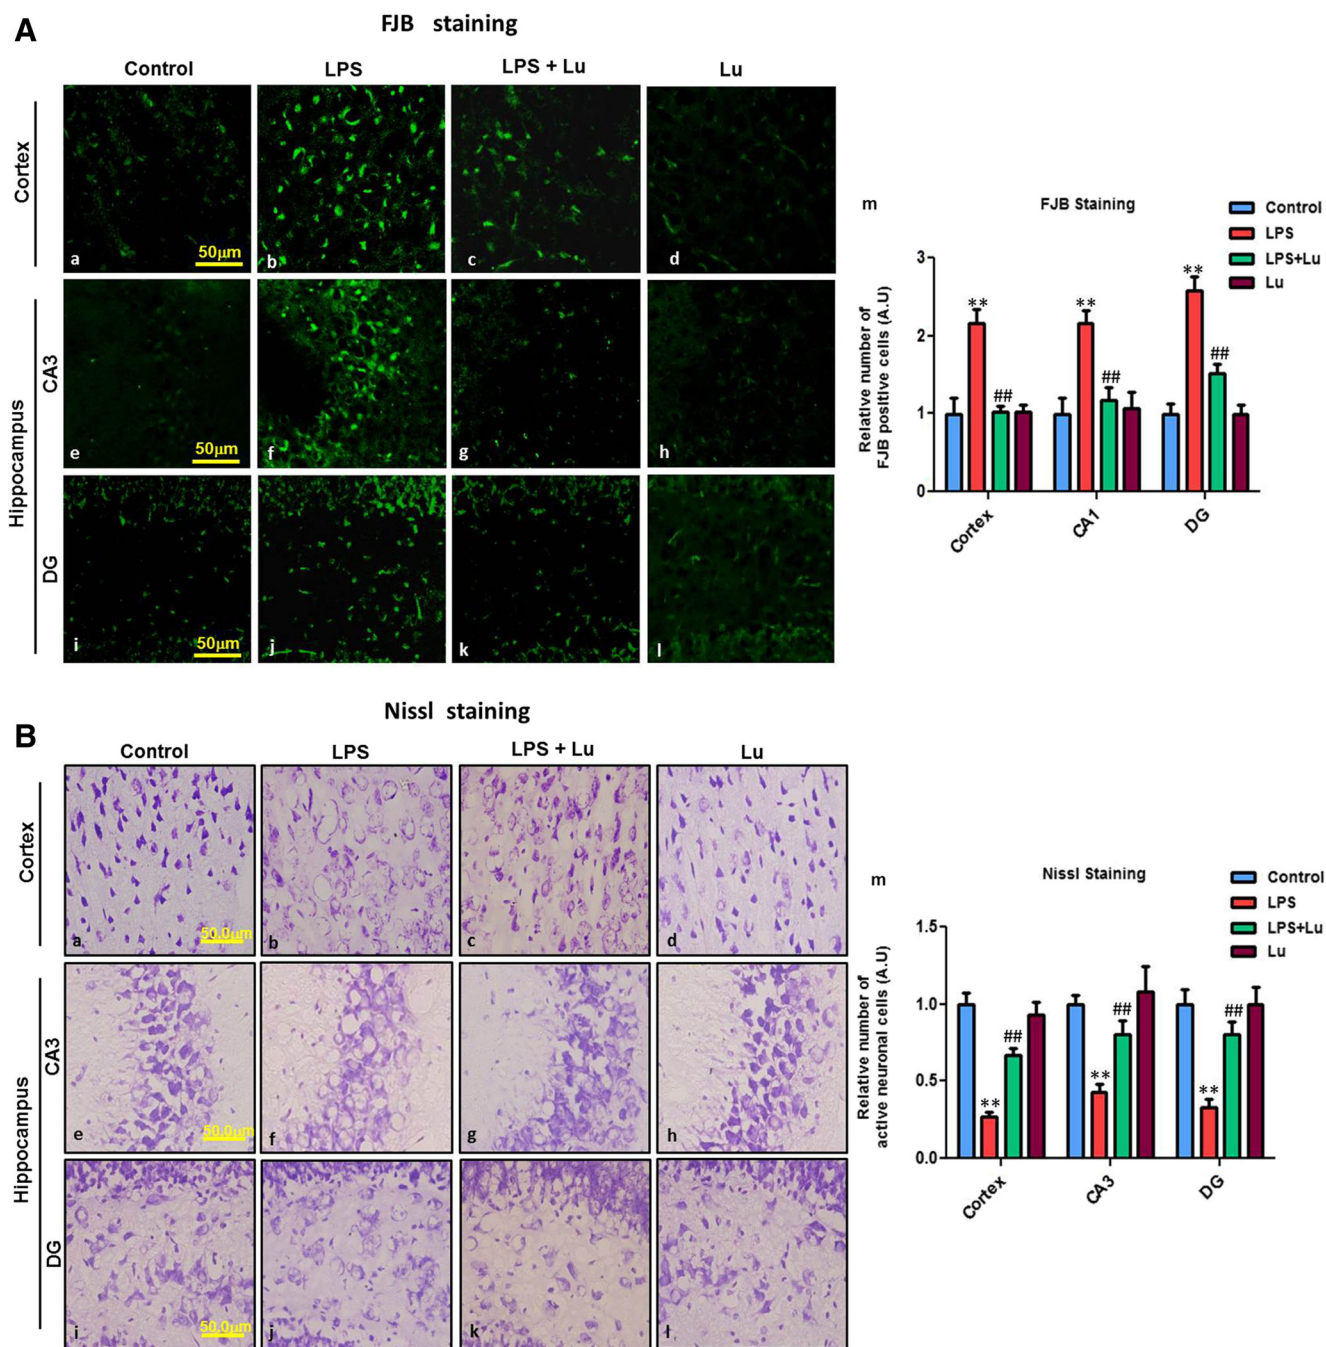 A
FJB staining
Control LPS LPS + Lu Lu
Cortex
a
50μm
b
c
d
Hippocampus
CA3
e
50μm
f
g
h
DG
i
50μm
j
k
l
m
FJB Staining
Control
LPS
LPS+Lu
Lu
Relative number of
FJB positive cells (A.U)
3
2
1
0
**
##
**
##
**
##
Cortex CA1 DG
B
Nissl staining
Control LPS LPS + Lu Lu
Cortex
a
50.0μm
b
c
d
Hippocampus
CA3
e
50.0μm
f
g
h
DG
i
50.0μm
j
k
l
m
Nissl Staining
Control
LPS
LPS+Lu
Lu
Relative number of
active neuronal cells (A.U)
1.5
1.0
0.5
0.0
**
##
**
##
**
##
Cortex CA3 DG